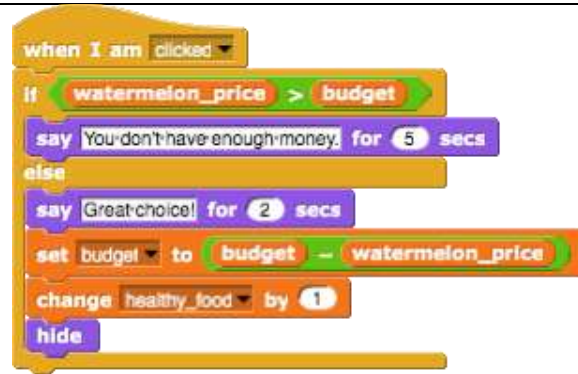 when I am clicked
if watermelon_price > budget
say You don't have enough money. for 5 secs
else
say Great choice! for 2 secs
set budget to budget - watermelon_price
change healthy_food by 1
hide